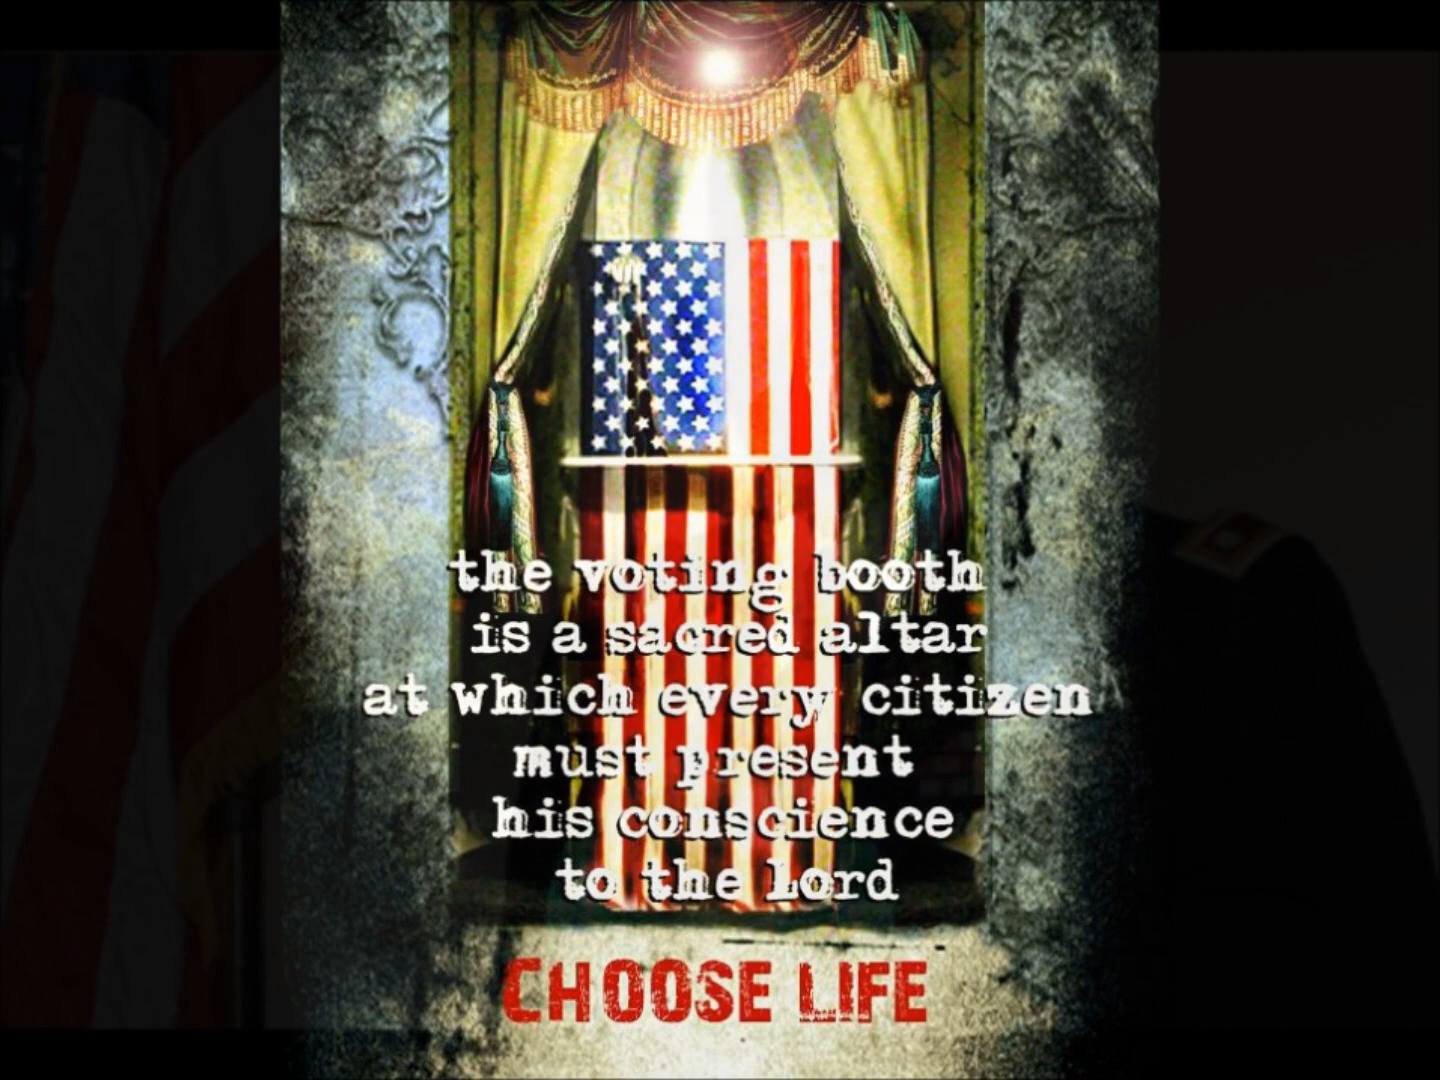 the voting booth
is a sacred altar
at which every citizen
must present
his conscience
to the Lord
CHOOSE LIFE